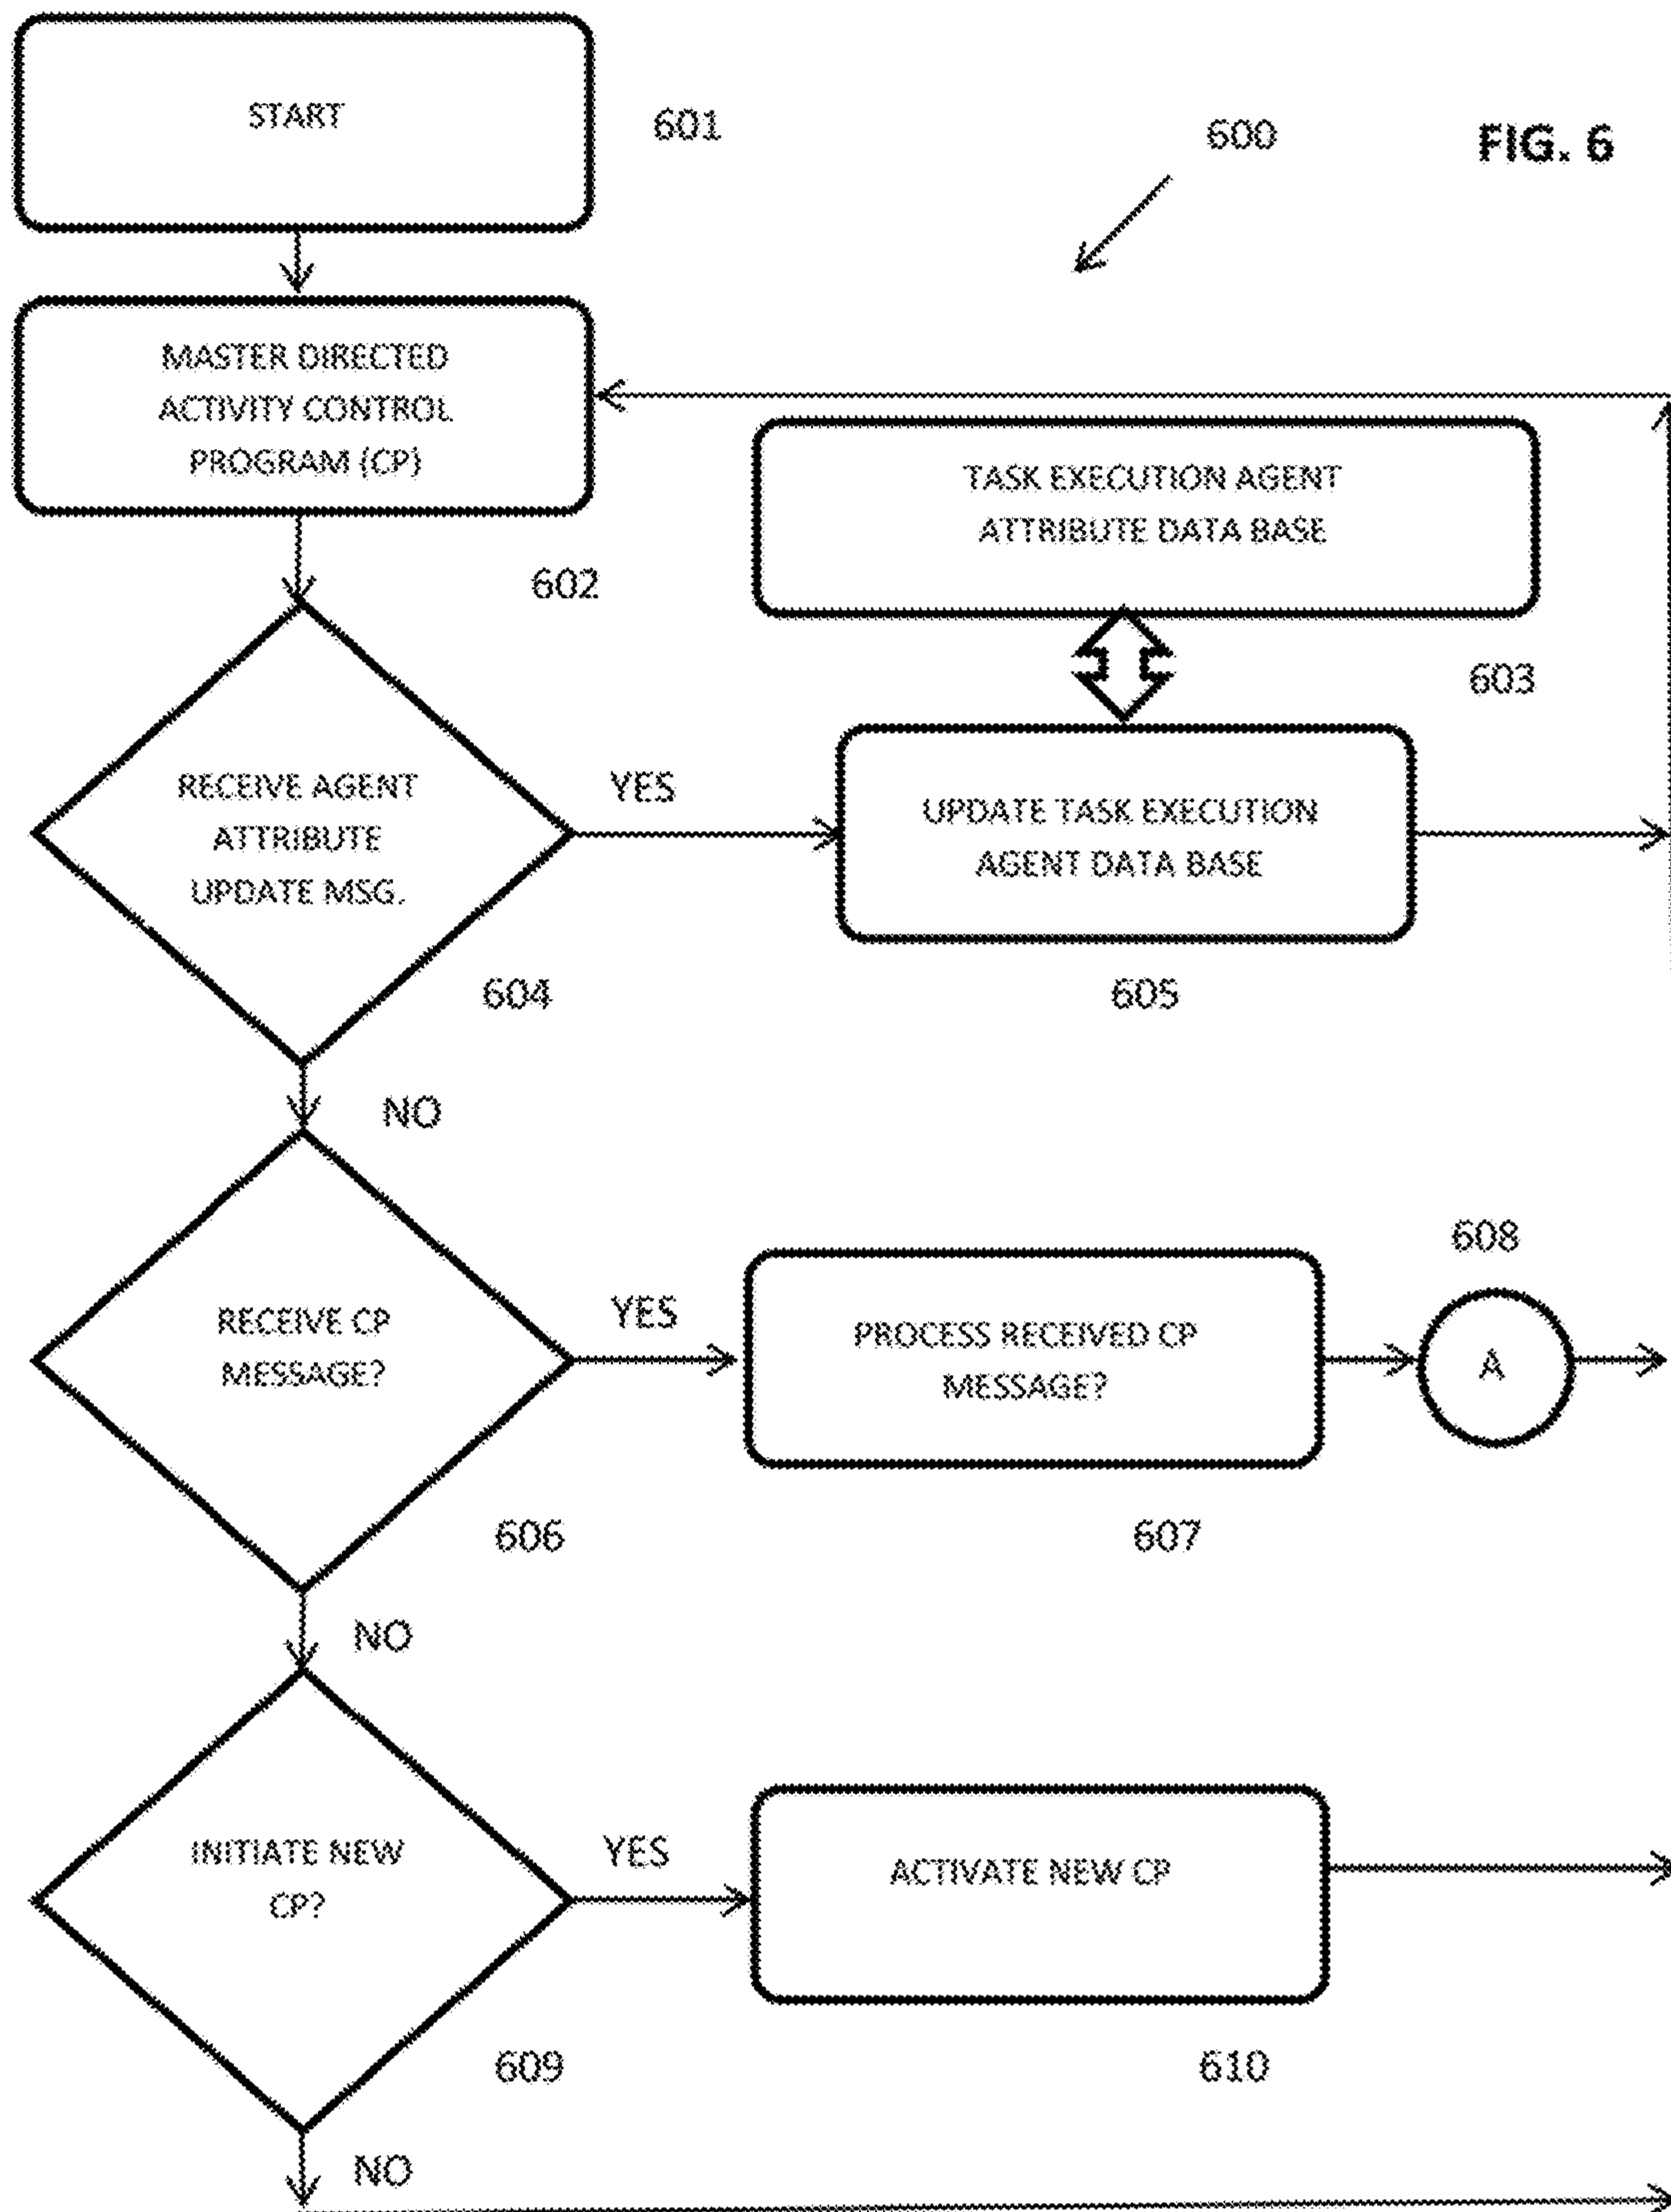 START
601
600
FIG. 6
MASTER DIRECTED
ACTIVITY CONTROL
PROGRAM (CP)
602
TASK EXECUTION AGENT
ATTRIBUTE DATA BASE
603
RECEIVE AGENT
ATTRIBUTE
UPDATE MSG.
604
YES
UPDATE TASK EXECUTION
AGENT DATA BASE
605
NO
RECEIVE CP
MESSAGE?
606
YES
PROCESS RECEIVED CP
MESSAGE?
607
608
A
NO
INITIATE NEW
CP?
609
YES
ACTIVATE NEW CP
610
NO